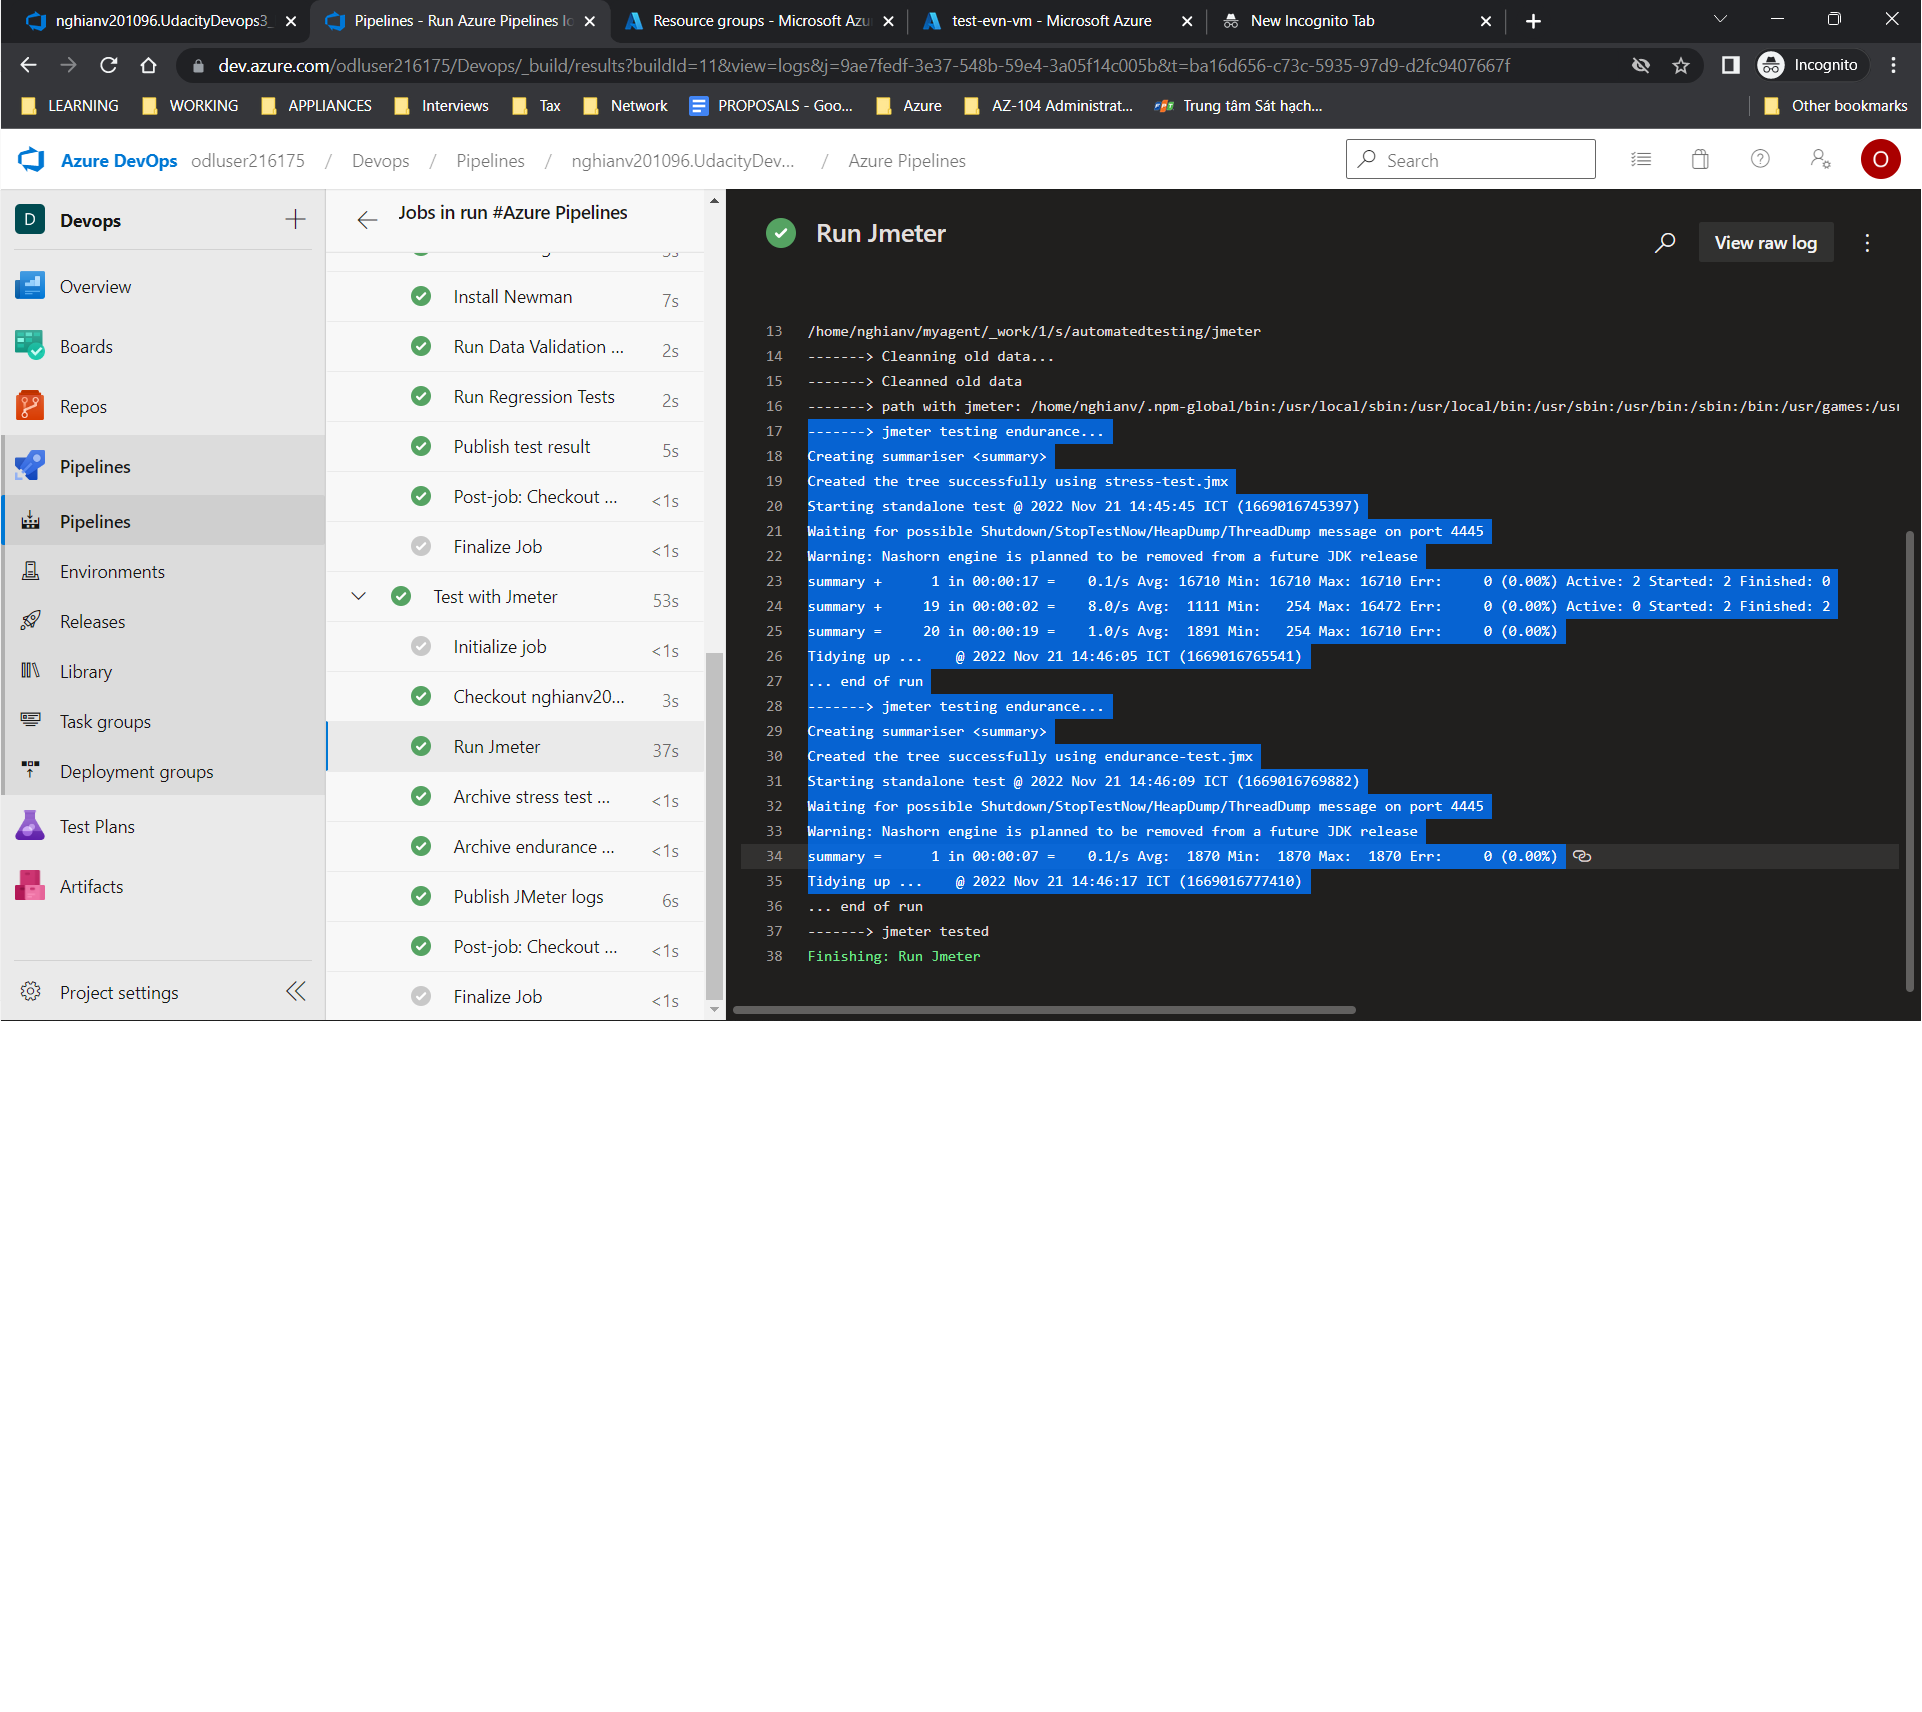 nghianv201096.UdacityDevops3_
Pipelines - Run Azure Pipelines lo
Resource groups - Microsoft Azu
test-evn-vm - Microsoft Azure
New Incognito Tab
dev.azure.com/odluser216175/Devops/_build/results?buildId=11&view=logs&j=9ae7fedf-3e37-548b-59e4-3a05f14c005b&t=ba16d656-c73c-5935-97d9-d2fc9407667f
Incognito
LEARNING
WORKING
APPLIANCES
Interviews
Tax
Network
PROPOSALS - Goo...
Azure
AZ-104 Administrat...
Trung tâm Sát hạch...
Other bookmarks
Azure DevOps odluser216175 / Devops / Pipelines / nghianv201096.UdacityDev... / Azure Pipelines
Search
O
D Devops
Overview
Boards
Repos
Pipelines
Pipelines
Environments
Releases
Library
Task groups
Deployment groups
Test Plans
Artifacts
Project settings
Jobs in run #Azure Pipelines
Install Newman 7s
Run Data Validation ... 2s
Run Regression Tests 2s
Publish test result 5s
Post-job: Checkout ... <1s
Finalize Job <1s
Test with Jmeter 53s
Initialize job <1s
Checkout nghianv20... 3s
Run Jmeter 37s
Archive stress test ... <1s
Archive endurance ... <1s
Publish JMeter logs 6s
Post-job: Checkout ... <1s
Finalize Job <1s
Run Jmeter
View raw log
13 /home/nghianv/myagent/_work/1/s/automatedtesting/jmeter
14 -------> Cleanning old data...
15 -------> Cleanned old data
16 -------> path with jmeter: /home/nghianv/.npm-global/bin:/usr/local/sbin:/usr/local/bin:/usr/sbin:/usr/bin:/sbin:/bin:/usr/games:/usr
17 -------> jmeter testing endurance...
18 Creating summariser <summary>
19 Created the tree successfully using stress-test.jmx
20 Starting standalone test @ 2022 Nov 21 14:45:45 ICT (1669016745397)
21 Waiting for possible Shutdown/StopTestNow/HeapDump/ThreadDump message on port 4445
22 Warning: Nashorn engine is planned to be removed from a future JDK release
23 summary + 1 in 00:00:17 = 0.1/s Avg: 16710 Min: 16710 Max: 16710 Err: 0 (0.00%) Active: 2 Started: 2 Finished: 0
24 summary + 19 in 00:00:02 = 8.0/s Avg: 1111 Min: 254 Max: 16472 Err: 0 (0.00%) Active: 0 Started: 2 Finished: 2
25 summary = 20 in 00:00:19 = 1.0/s Avg: 1891 Min: 254 Max: 16710 Err: 0 (0.00%)
26 Tidying up ... @ 2022 Nov 21 14:46:05 ICT (1669016765541)
27 ... end of run
28 -------> jmeter testing endurance...
29 Creating summariser <summary>
30 Created the tree successfully using endurance-test.jmx
31 Starting standalone test @ 2022 Nov 21 14:46:09 ICT (1669016769882)
32 Waiting for possible Shutdown/StopTestNow/HeapDump/ThreadDump message on port 4445
33 Warning: Nashorn engine is planned to be removed from a future JDK release
34 summary = 1 in 00:00:07 = 0.1/s Avg: 1870 Min: 1870 Max: 1870 Err: 0 (0.00%)
35 Tidying up ... @ 2022 Nov 21 14:46:17 ICT (1669016777410)
36 ... end of run
37 -------> jmeter tested
38 Finishing: Run Jmeter